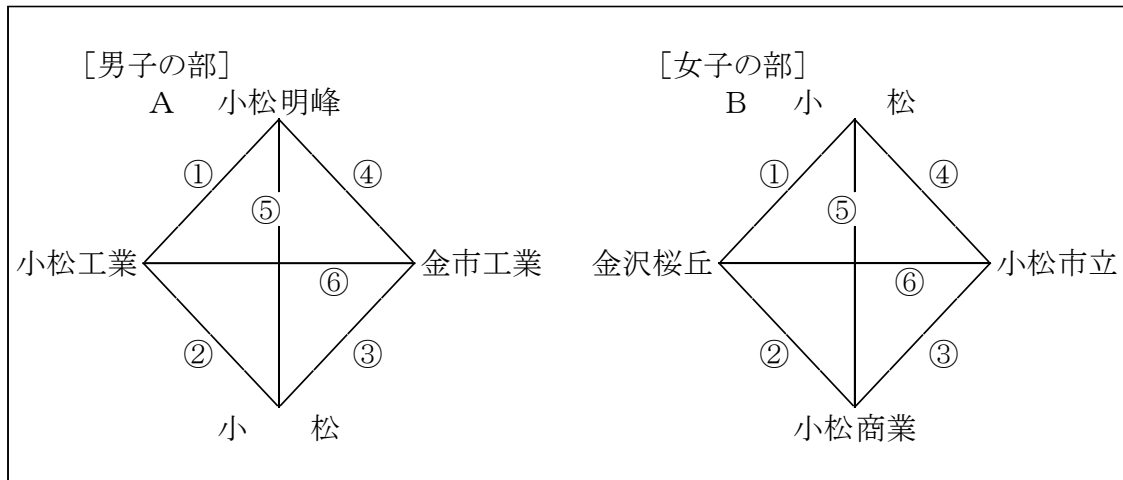 ［男子の部］
A 小松明峰
① ④
⑤
小松工業 金市工業
⑥
② ③
小 松
［女子の部］
B 小 松
① ④
⑤
金沢桜丘 小松市立
⑥
② ③
小松商業